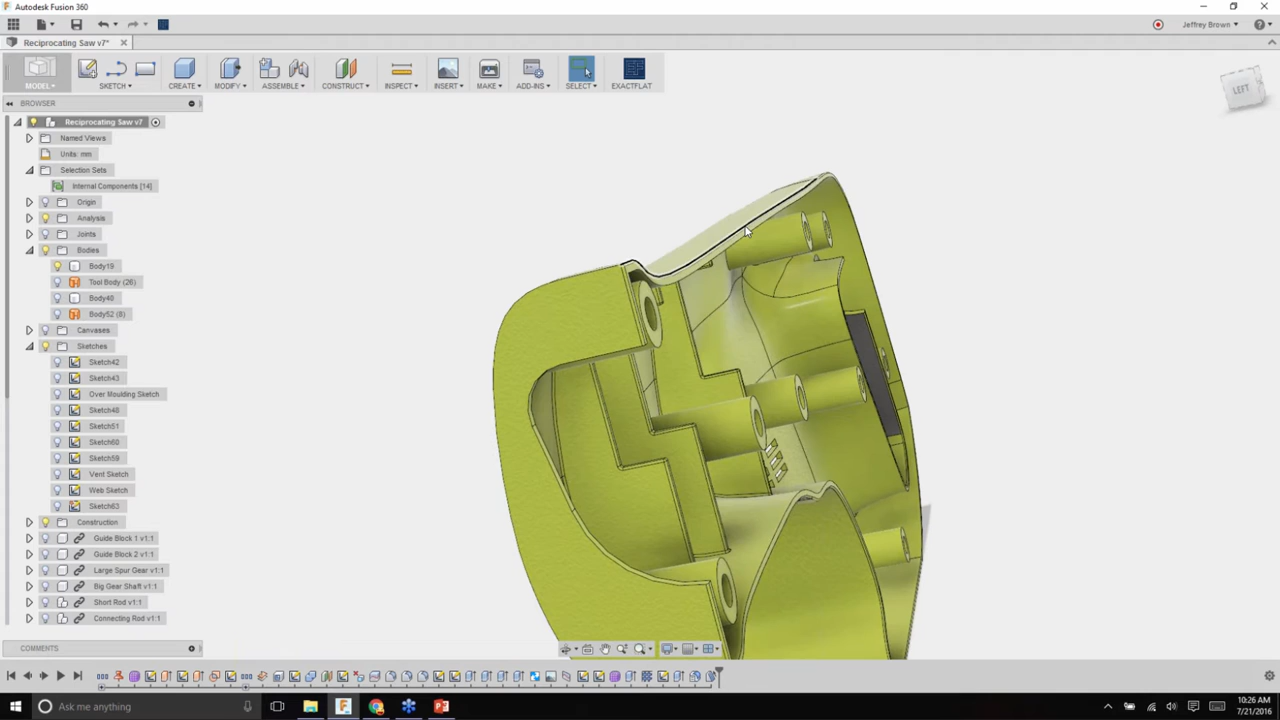 Autodesk Fusion 360
Jeffrey Brown
Reciprocating Saw v7*
MODEL
SKETCH
CREATE
MODIFY
ASSEMBLE
CONSTRUCT
INSPECT
INSERT
MAKE
ADD-INS
SELECT
EXACTFLAT
LEFT
BROWSER
Reciprocating Saw v7
Named Views
Units: mm
Selection Sets
Internal Components [14]
Origin
Analysis
Joints
Bodies
Body19
Tool Body (26)
Body49
Body52 (8)
Canvases
Sketches
Sketch42
Sketch43
Over Moulding Sketch
Sketch48
Sketch51
Sketch60
Sketch59
Vent Sketch
Web Sketch
Sketch63
Construction
Guide Block 1 v1:1
Guide Block 2 v1:1
Large Spur Gear v1:1
Big Gear Shaft v1:1
Short Rod v1:1
Connecting Rod v1:1
COMMENTS
Ask me anything
10:26 AM
7/21/2016